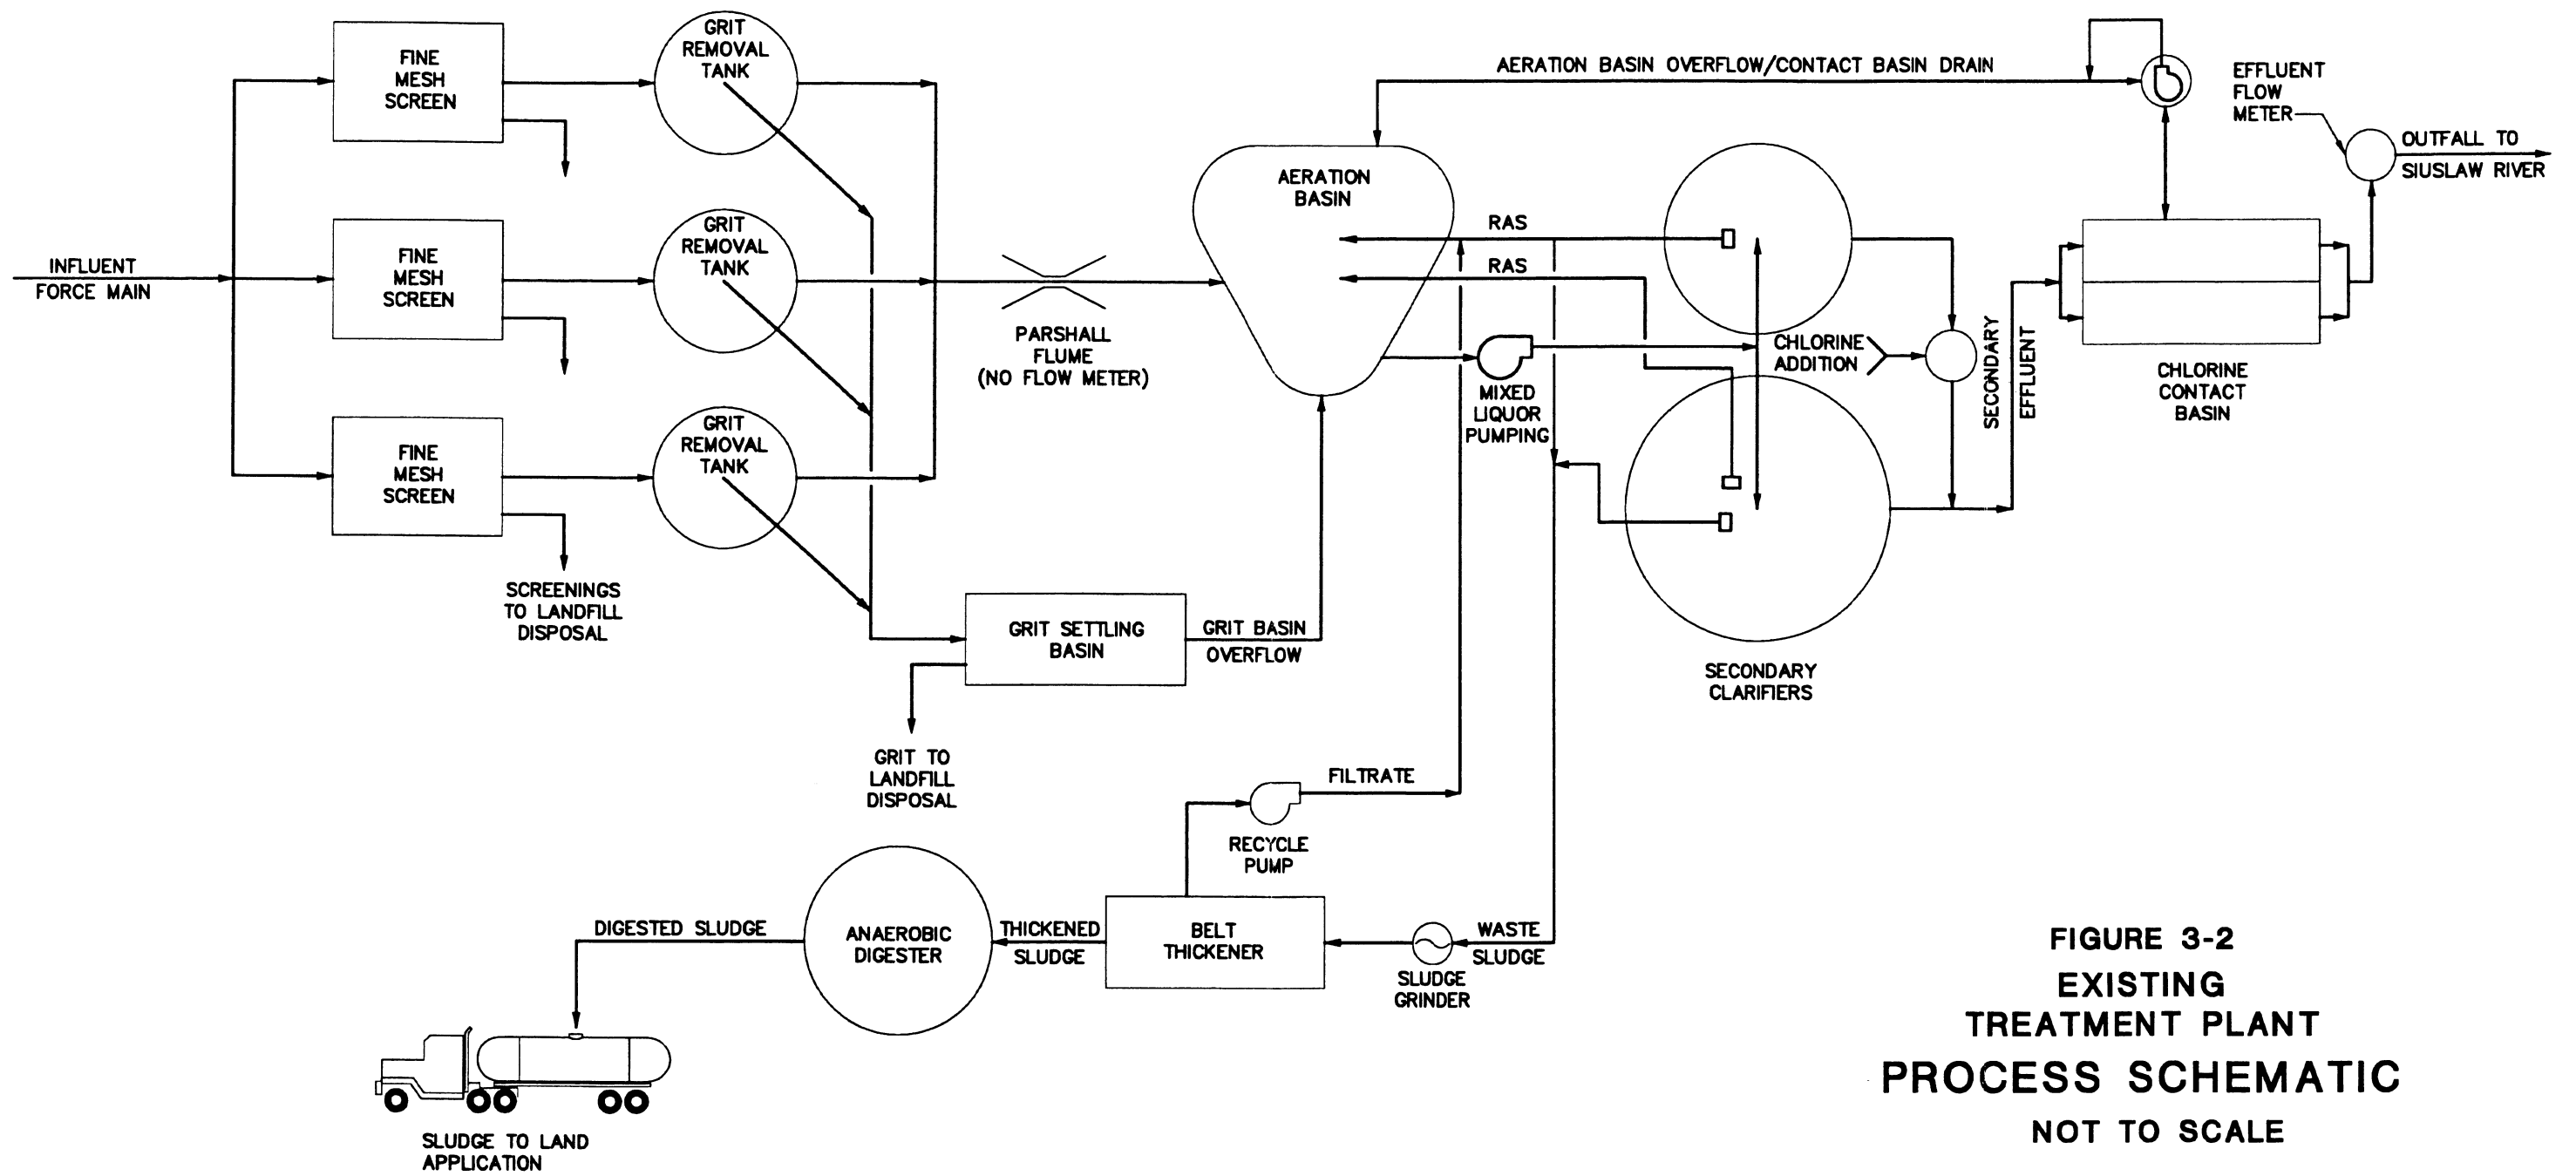 INFLUENT
FORCE MAIN
FINE
MESH
SCREEN
GRIT
REMOVAL
TANK
FINE
MESH
SCREEN
GRIT
REMOVAL
TANK
FINE
MESH
SCREEN
GRIT
REMOVAL
TANK
SCREENINGS
TO LANDFILL
DISPOSAL
PARSHALL
FLUME
(NO FLOW METER)
GRIT SETTLING
BASIN
GRIT BASIN
OVERFLOW
GRIT TO
LANDFILL
DISPOSAL
AERATION BASIN OVERFLOW/CONTACT BASIN DRAIN
AERATION
BASIN
RAS
RAS
MIXED
LIQUOR
PUMPING
CHLORINE
ADDITION
SECONDARY
EFFLUENT
SECONDARY
CLARIFIERS
EFFLUENT
FLOW
METER
OUTFALL TO
SIUSLAW RIVER
CHLORINE
CONTACT
BASIN
FILTRATE
RECYCLE
PUMP
DIGESTED SLUDGE
ANAEROBIC
DIGESTER
THICKENED
SLUDGE
BELT
THICKENER
WASTE
SLUDGE
SLUDGE
GRINDER
SLUDGE TO LAND
APPLICATION
FIGURE 3-2
EXISTING
TREATMENT PLANT
PROCESS SCHEMATIC
NOT TO SCALE